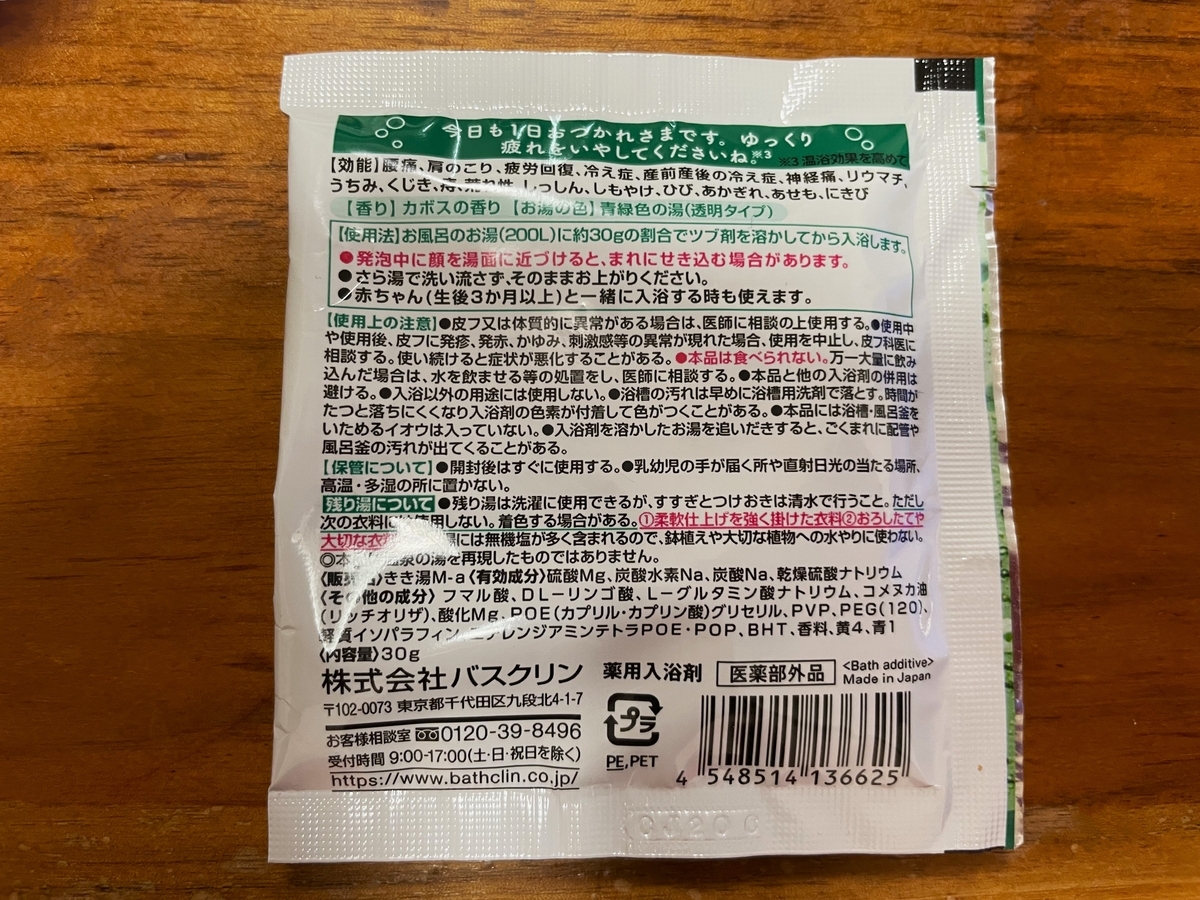 今日も1日おつかれさまです。ゆっくり
疲れをいやしてくださいね。※3
※3 温浴効果を高めて
【効能】腰痛、肩のこり、疲労回復、冷え症、産前産後の冷え症、神経痛、リウマチ、
うちみ、くじき、痔、荒れ性、しっしん、しもやけ、ひび、あかぎれ、あせも、にきび
【香り】カボスの香り 【お湯の色】青緑色の湯(透明タイプ)
【使用法】お風呂のお湯(200L)に約30gの割合でツブ剤を溶かしてから入浴します。
●発泡中に顔を湯面に近づけると、まれにせき込む場合があります。
●さら湯で洗い流さず、そのままお上がりください。
●赤ちゃん(生後3か月以上)と一緒に入浴する時も使えます。
【使用上の注意】●皮フ又は体質的に異常がある場合は、医師に相談の上使用する。●使用中
や使用後、皮フに発疹、発赤、かゆみ、刺激感等の異常が現れた場合、使用を中止し、皮フ科医に
相談する。使い続けると症状が悪化することがある。●本品は食べられない。万一大量に飲み
込んだ場合は、水を飲ませる等の処置をし、医師に相談する。●本品と他の入浴剤の併用は
避ける。●入浴以外の用途には使用しない。●浴槽の汚れは早めに浴槽用洗剤で落とす。時間が
たつと落ちにくくなり入浴剤の色素が付着して色がつくことがある。●本品には浴槽・風呂釜を
いためるイオウは入っていない。●入浴剤を溶かしたお湯を追いだきすると、ごくまれに配管や
風呂釜の汚れが出てくることがある。
【保管について】●開封後はすぐに使用する。●乳幼児の手が届く所や直射日光の当たる場所、
高温・多湿の所に置かない。
残り湯について ●残り湯は洗濯に使用できるが、すすぎとつけおきは清水で行うこと。ただし
次の衣料には使用しない。着色する場合がある。①柔軟仕上げを強く掛けた衣料②おろしたてや
大切な衣料 湯には無機塩が多く含まれるので、鉢植えや大切な植物への水やりに使わない。
◎本 温泉の湯を再現したものではありません。
〈販売名〉きき湯M-a〈有効成分〉硫酸Mg、炭酸水素Na、炭酸Na、乾燥硫酸ナトリウム
〈その他の成分〉フマル酸、DL-リンゴ酸、L-グルタミン酸ナトリウム、コメヌカ油
(リッチオリザ)、酸化Mg、POE(カプリル・カプリン酸)グリセリル、PVP、PEG(120)、
軽質イソパラフィン、エチレンジアミンテトラPOE・POP、BHT、香料、黄4、青1
〈内容量〉30g
株式会社バスクリン 薬用入浴剤 医薬部外品 <Bath additive>
Made in Japan
〒102-0073 東京都千代田区九段北4-1-7
お客様相談室 0120-39-8496
受付時間 9:00-17:00(土・日・祝日を除く)
https://www.bathclin.co.jp/
プラ
PE,PET
4 548514 136625